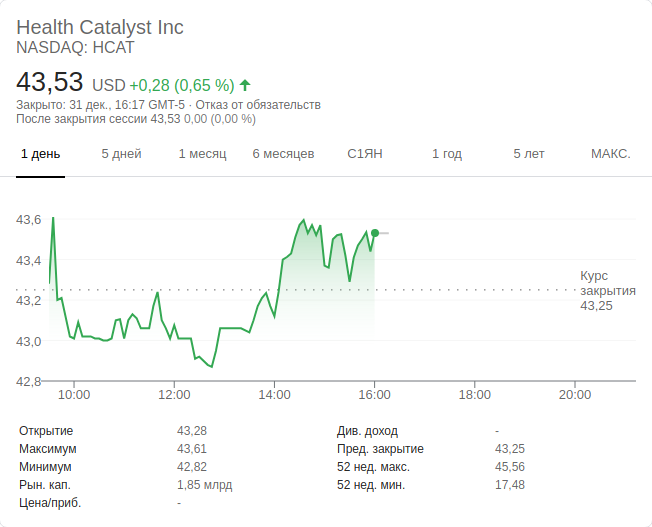 Health Catalyst Inc
NASDAQ: HCAT
43,53 USD +0,28 (0,65 %)
Закрыто: 31 дек., 16:17 GMT-5 · Отказ от обязательств
После закрытия сессии 43,53 0,00 (0,00 %)
1 день 5 дней 1 месяц 6 месяцев С1ЯН 1 год 5 лет МАКС.
43,6
43,4
43,2
43,0
42,8
Курс
закрытия
43,25
10:00 12:00 14:00 16:00 18:00 20:00
Открытие 43,28 Див. доход -
Максимум 43,61 Пред. закрытие 43,25
Минимум 42,82 52 нед. макс. 45,56
Рын. кап. 1,85 млрд 52 нед. мин. 17,48
Цена/приб. -